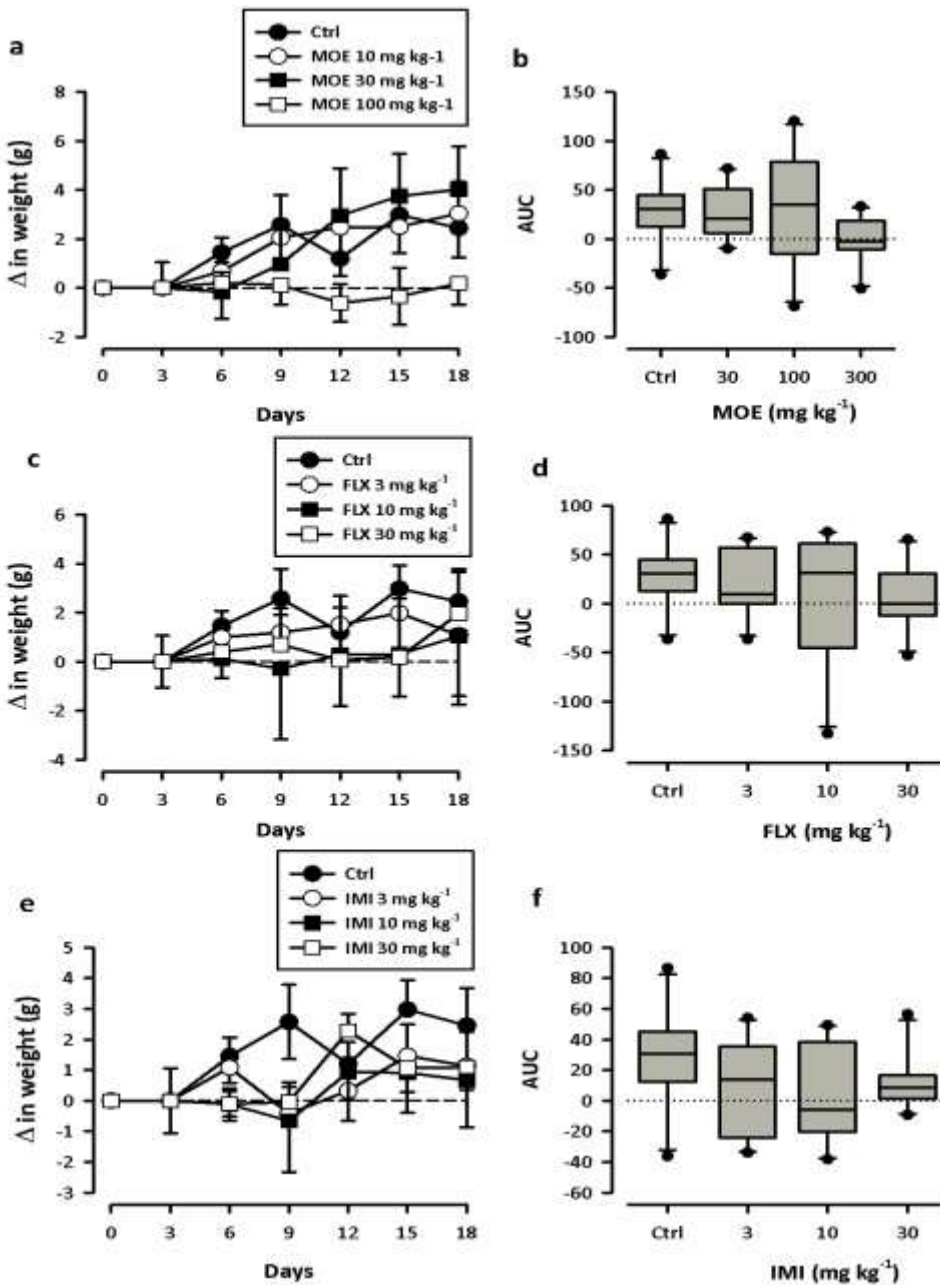 a
Ctrl
MOE 10 mg kg-1
MOE 30 mg kg-1
MOE 100 mg kg-1
8
6
4
2
0
-2
Δ in weight (g)
0 3 6 9 12 15 18
Days
b
150
100
50
0
-50
-100
AUC
Ctrl 30 100 300
MOE (mg kg⁻¹)
c
Ctrl
FLX 3 mg kg⁻¹
FLX 10 mg kg⁻¹
FLX 30 mg kg⁻¹
6
4
2
0
-2
-4
Δ in weight (g)
0 3 6 9 12 15 18
Days
d
100
50
0
-50
-100
-150
AUC
Ctrl 3 10 30
FLX (mg kg⁻¹)
e
Ctrl
IMI 3 mg kg⁻¹
IMI 10 mg kg⁻¹
IMI 30 mg kg⁻¹
5
4
3
2
1
0
-1
-2
-3
Δ in weight (g)
0 3 6 9 12 15 18
Days
f
100
80
60
40
20
0
-20
-40
-60
AUC
Ctrl 3 10 30
IMI (mg kg⁻¹)